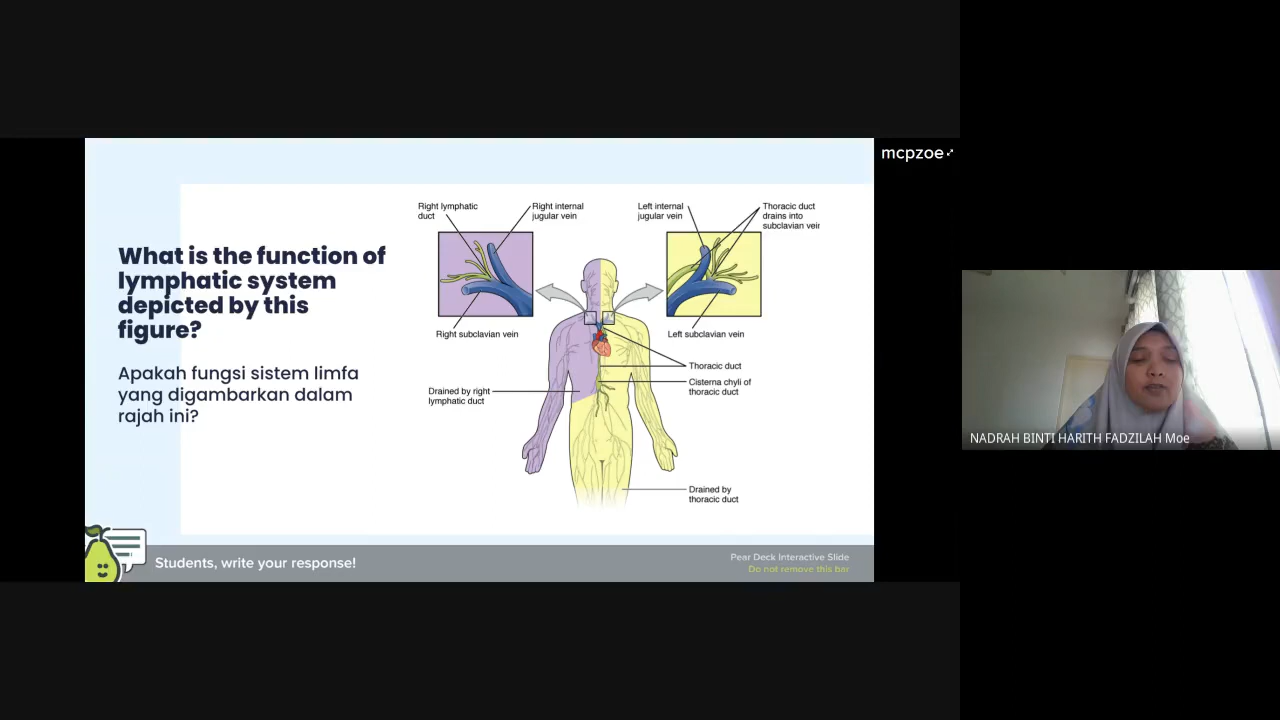 mcpzoe
What is the function of
lymphatic system
depicted by this
figure?
Apakah fungsi sistem limfa
yang digambarkan dalam
rajah ini?
Right lymphatic
duct
Right internal
jugular vein
Left internal
jugular vein
Thoracic duct
drains into
subclavian vein
Right subclavian vein
Left subclavian vein
Thoracic duct
Cisterna chyli of
thoracic duct
Drained by right
lymphatic duct
Drained by
thoracic duct
Students, write your response!
Pear Deck Interactive Slide
Do not remove this bar
NADRAH BINTI HARITH FADZILAH Moe